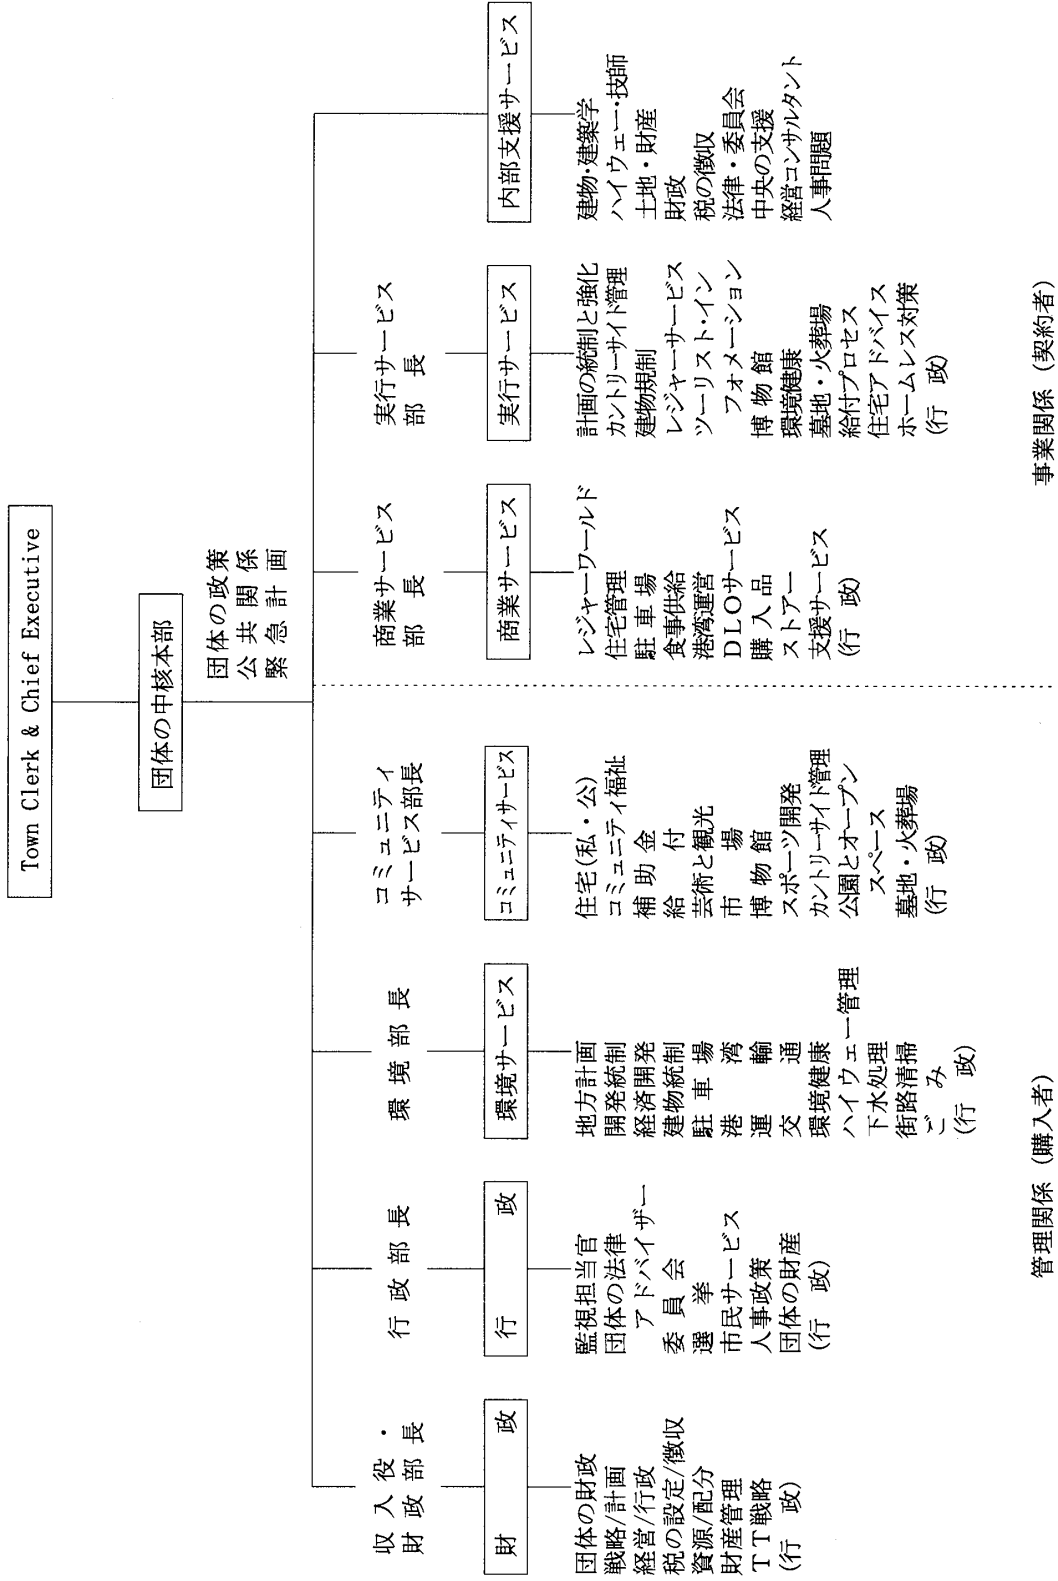 Town Clerk & Chief Executive
団体の中核本部
団体の政策
公共関係
緊急計画
収入役・
財政部長
財政
団体の財政
戦略/計画
経営/行政
税の設定/徴収
資源/配分
財産管理
TT戦略
(行政)
行政部長
行政
監視担当官
団体の法律
アドバイザー
委員会
選挙
市民サービス
人事政策
団体の財産
(行政)
環境部長
環境サービス
地方計画
開発統制
経済開発
建物統制
駐車場
港湾
運輸
交通
環境健康
ハイウェー管理
下水処理
街路清掃
ごみ
(行政)
コミュニティ
サービス部長
コミュニティサービス
住宅(私・公)
コミュニティ福祉
補助金
給付
芸術と観光
市場
博物館
スポーツ開発
カントリーサイド管理
公園とオープン
スペース
墓地・火葬場
(行政)
商業サービス
部長
商業サービス
レジャーワールド
住宅管理
駐車場
食事供給
港湾運営
DLOサービス
購入品
ストアー
支援サービス
(行政)
実行サービス
部長
実行サービス
計画の統制と強化
カントリーサイド管理
建物規制
レジャーサービス
ツーリスト・イン
フォメーション
博物館
環境健康
墓地・火葬場
給付プロセス
住宅アドバイス
ホームレス対策
(行政)
内部支援サービス
建物・建築学
ハイウェー・技師
土地・財産
財政
税の徴収
法律・委員会
中央の支援
経営コンサルタント
人事問題
管理関係(購入者)
事業関係(契約者)